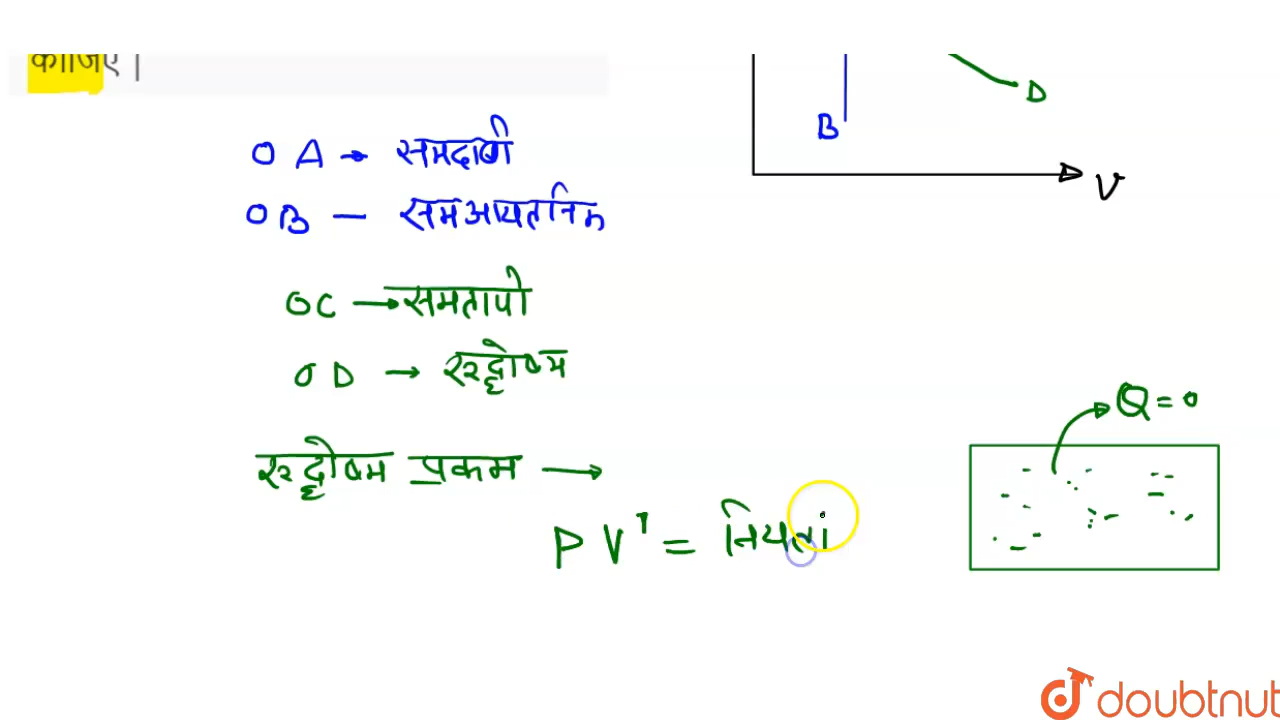 कीजिए |
D
B
V
O A → समदाबी
O B — समआयतनिक
O C → समतापी
O D → रूद्धोष्म
Q = 0
रूद्धोष्म प्रक्रम →
P V^γ = नियतां
doubtnut